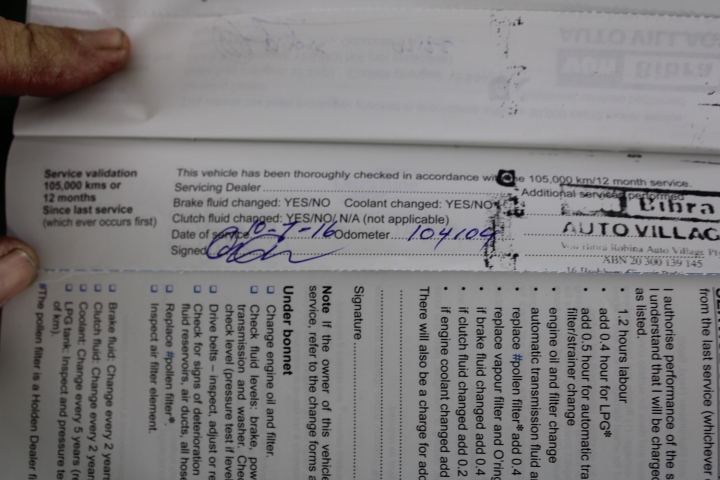 Service validation
105,000 kms or
12 months
Since last service
(which ever occurs first)
This vehicle has been thoroughly checked in accordance 105,000 km/12 month service.
Servicing Dealer
Additional services performed
Brake fluid changed: YES/NO Coolant changed: YES/NO
Clutch fluid changed: YES/NO/ N/A (not applicable)
Date of service 10-7-16 Odometer 104109
Signed
Bibra
AUTO VILLAG
Robina Auto Village
ABN 20 300 139 145
from the last service (whichever
I authorise performance of the s
I understand that I will be charge
as listed.
• 1.2 hours labour
• add 0.4 hour for LPG*
• add 0.5 hour for automatic tra
filter/strainer change
• engine oil and filter change
• automatic transmission fluid a
• replace #pollen filter* add 0.4
• replace vapour filter and O'ring
• if brake fluid changed add 0.4
• if clutch fluid changed add 0.2
• if engine coolant changed add
There will also be a charge for add
Signature
Note If the owner of this vehicle
service, refer to the change forms a
Under bonnet
❑ Change engine oil and filter.
❑ Check fluid levels: brake, pow
transmission and washer. Chec
check level (pressure test if level
❑ Drive belts – inspect, adjust or re
❑ Check for signs of deterioration
fluid reservoirs, air ducts, all hose
❑ Replace #pollen filter*.
❑ Inspect air filter element.
❑ Brake fluid: Change every 2 year
❑ Clutch fluid: Change every 2 year
❑ Coolant: Change every 5 years (
❑ LPG tank: Inspect and pressure te
of km).
#The pollen filter is a Holden Dealer fi